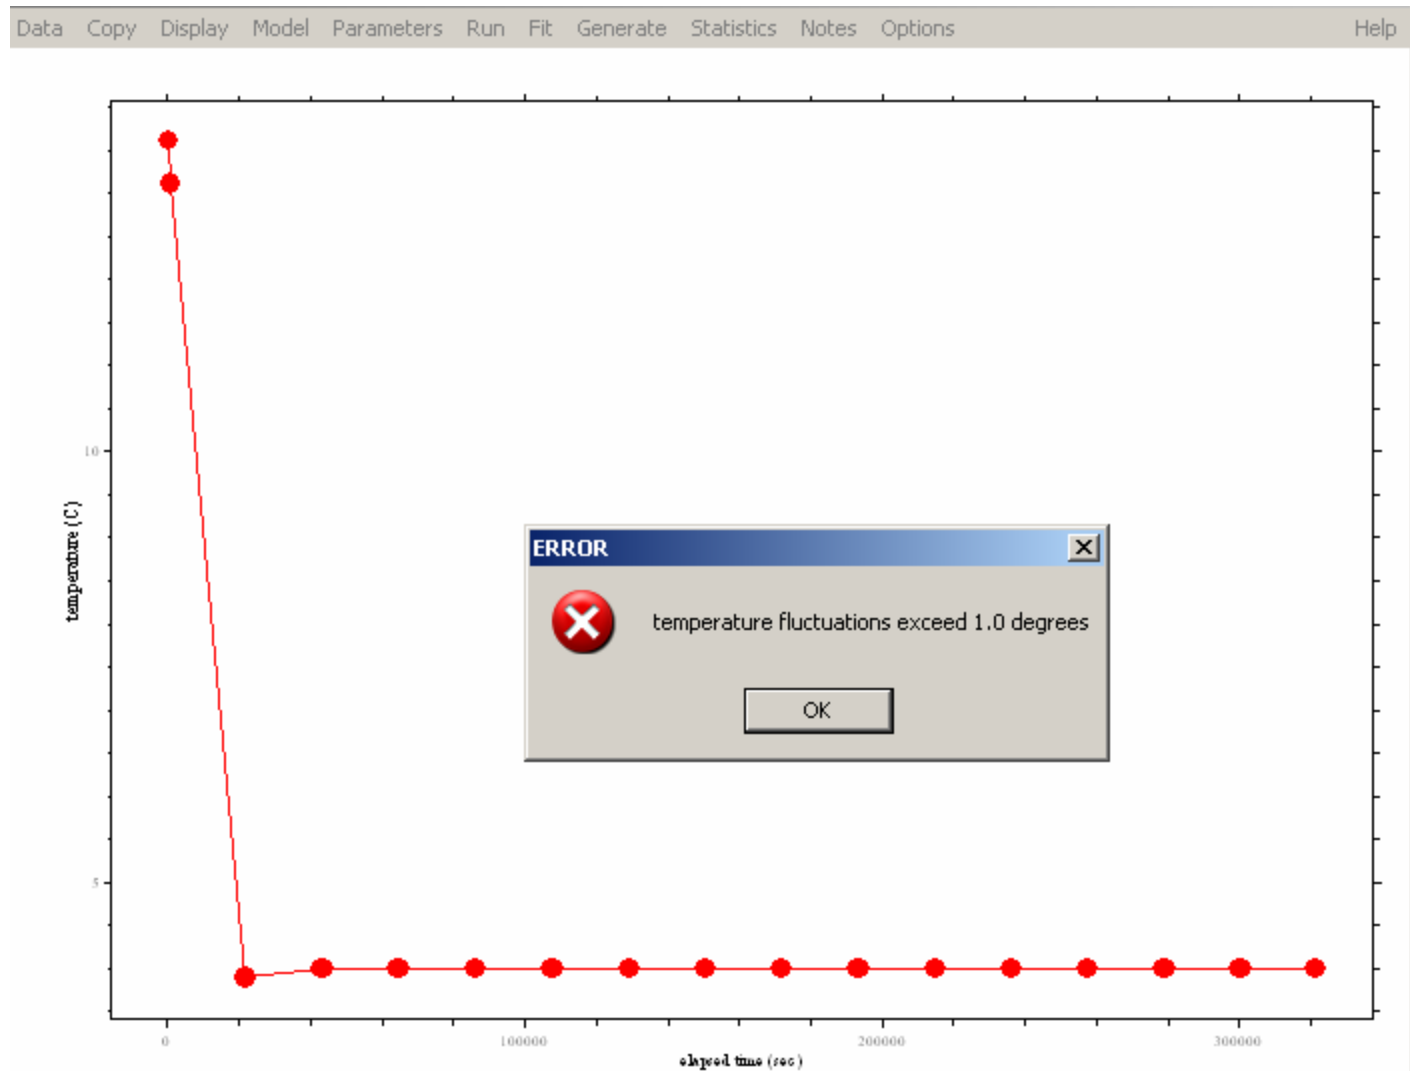 Data Copy Display Model Parameters Run Fit Generate Statistics Notes Options Help
10
temperature (C)
ERROR
temperature fluctuations exceed 1.0 degrees
OK
5
0 100000 200000 300000
elapsed time (sec)